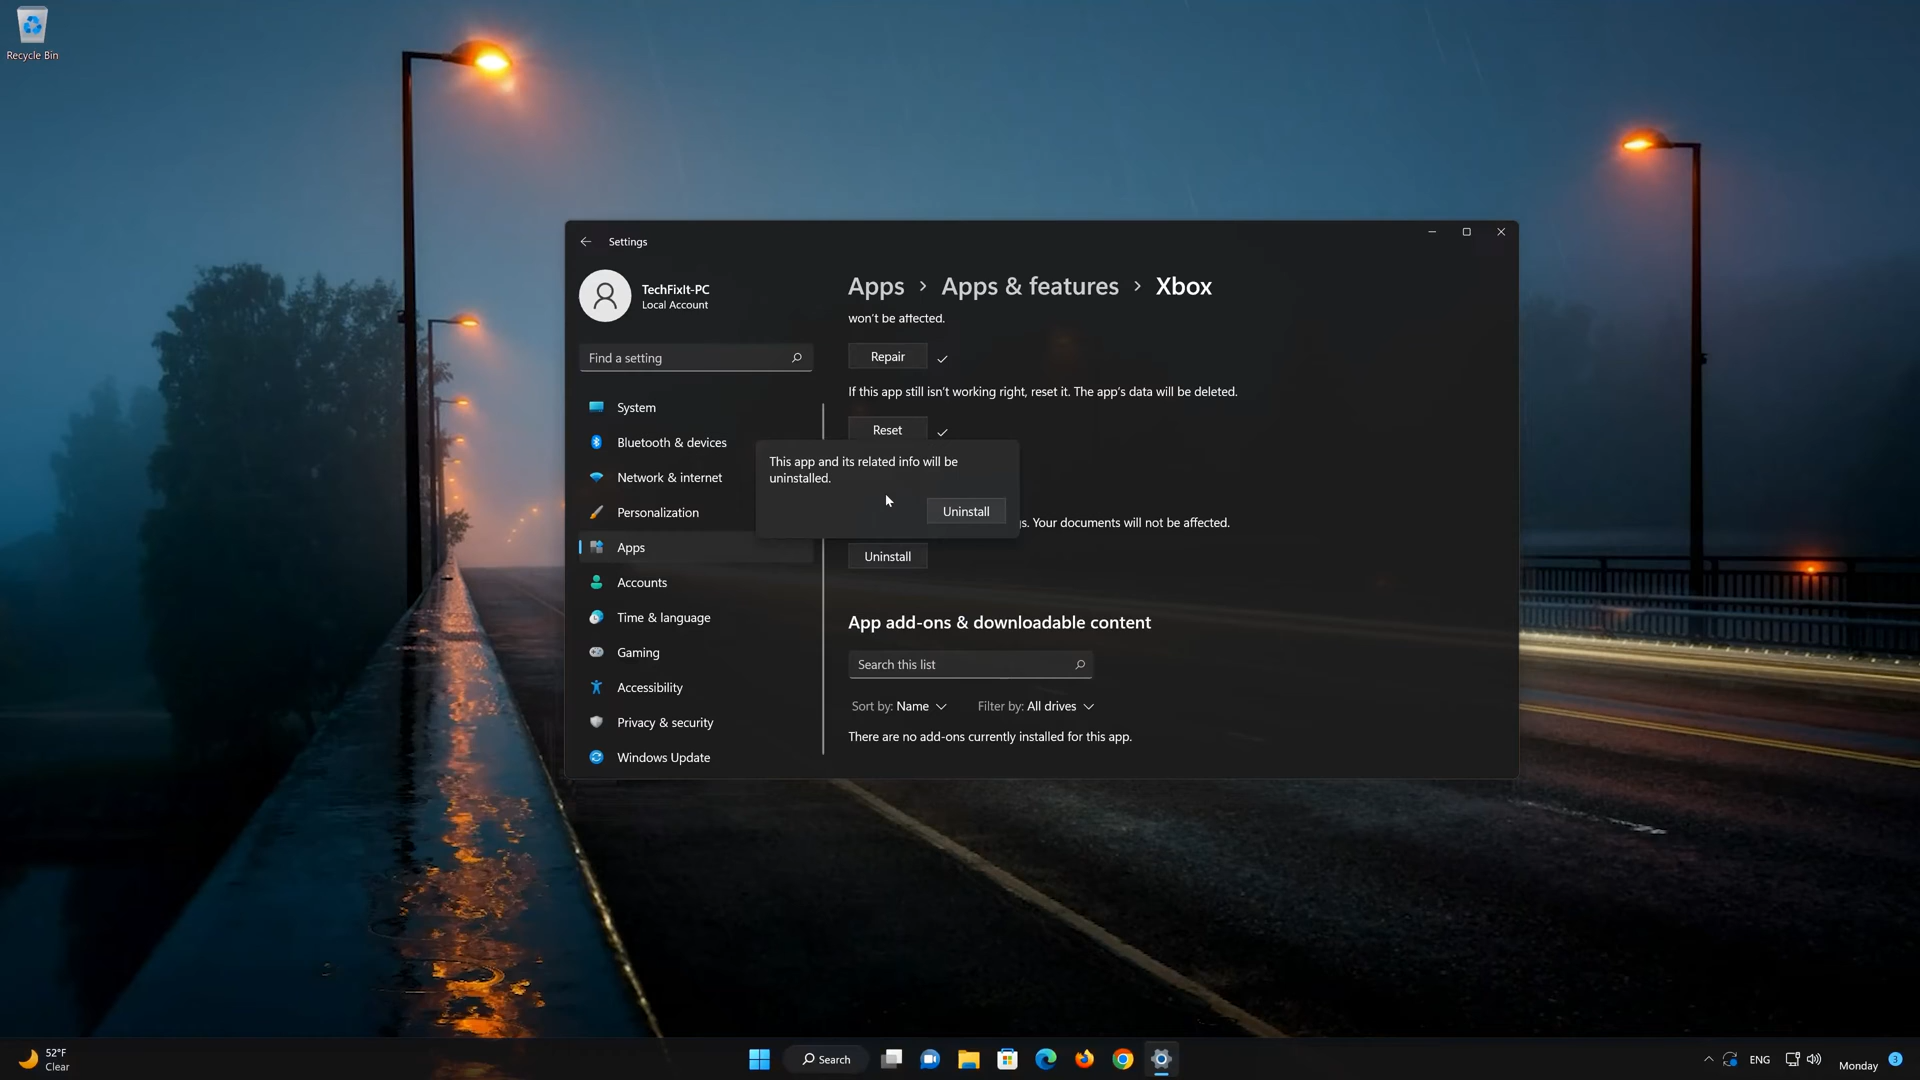 Recycle Bin
Settings
TechFixIt-PC
Local Account
Find a setting
System
Bluetooth & devices
Network & internet
Personalization
Apps
Accounts
Time & language
Gaming
Accessibility
Privacy & security
Windows Update
Apps > Apps & features > Xbox
won't be affected.
Repair
If this app still isn't working right, reset it. The app's data will be deleted.
Reset
This app and its related info will be
uninstalled.
Uninstall
gs. Your documents will not be affected.
Uninstall
App add-ons & downloadable content
Search this list
Sort by: Name
Filter by: All drives
There are no add-ons currently installed for this app.
52°F
Clear
Search
ENG
Monday
3